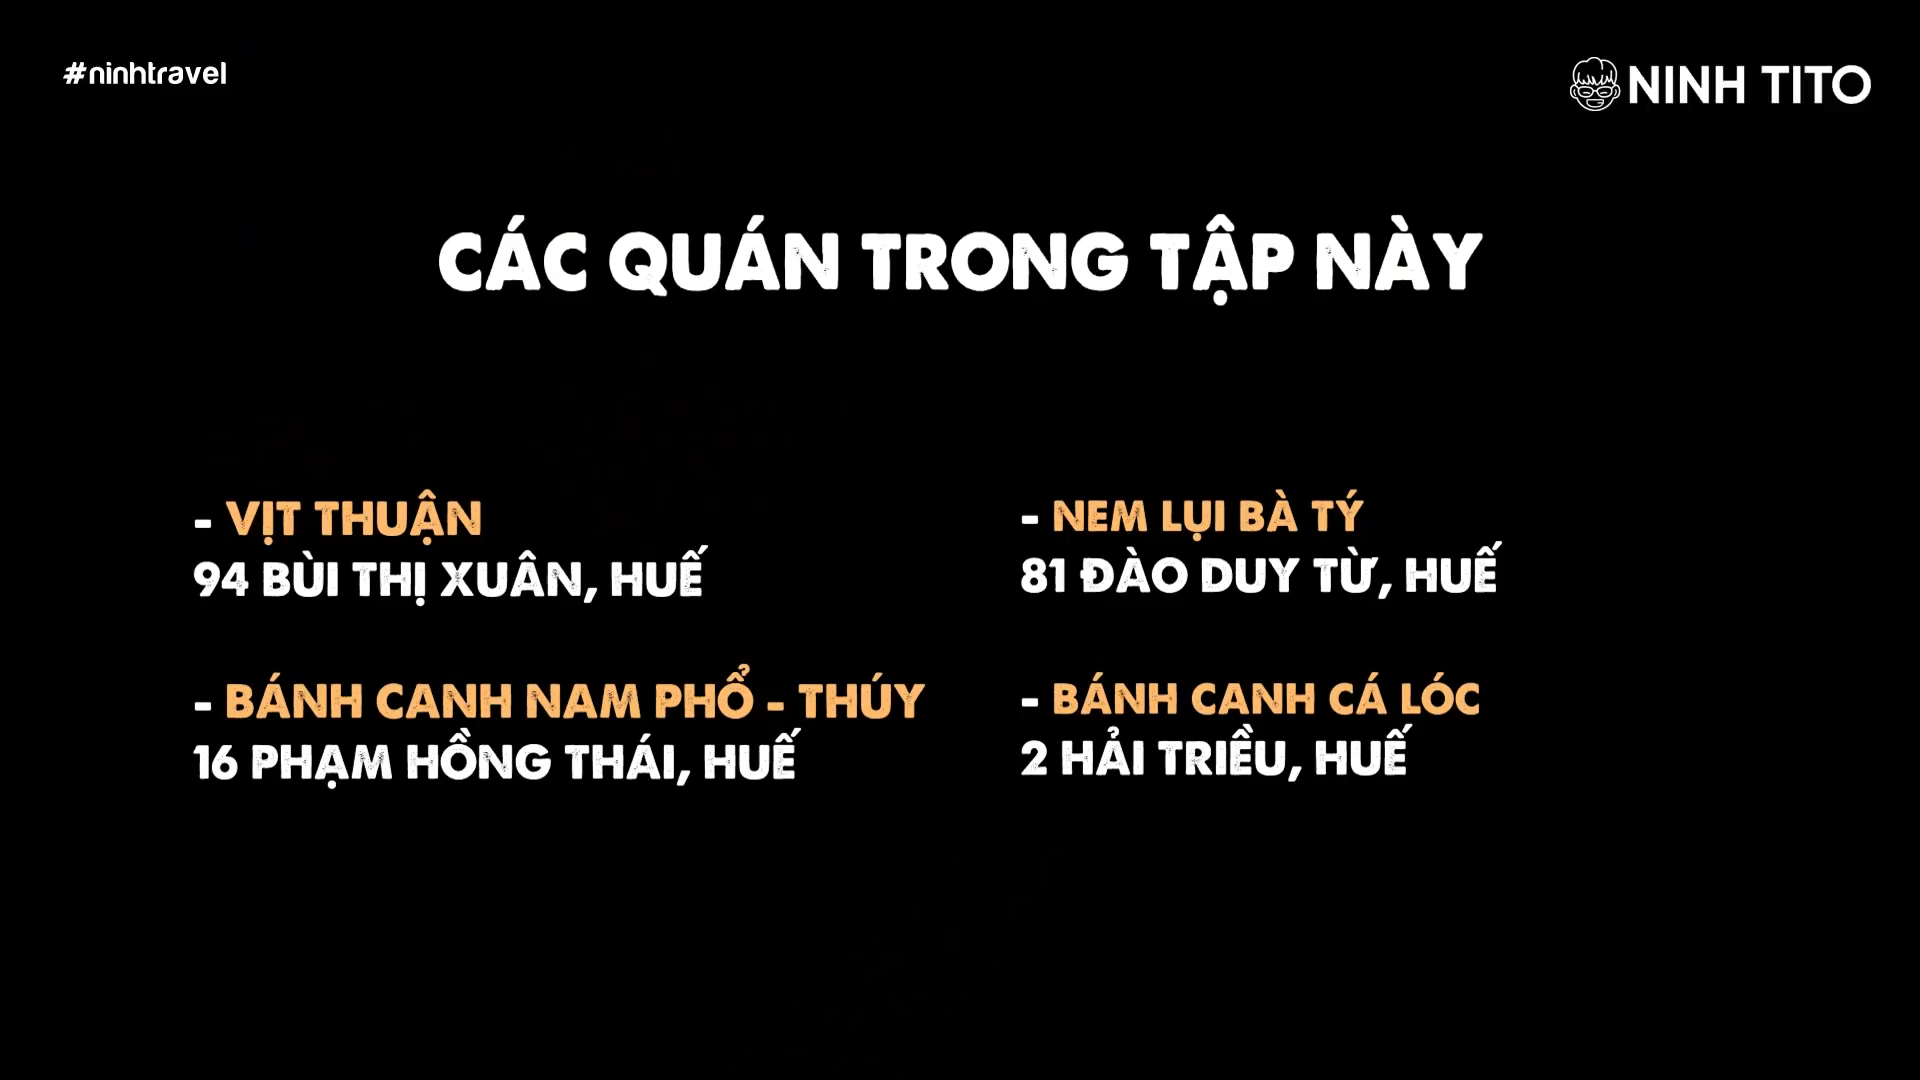 #ninhtravel
NINH TITO
CÁC QUÁN TRONG TẬP NÀY
- VỊT THUẬN
94 BÙI THỊ XUÂN, HUẾ
- BÁNH CANH NAM PHỔ - THÚY
16 PHẠM HỒNG THÁI, HUẾ
- NEM LỤI BÀ TÝ
81 ĐÀO DUY TỪ, HUẾ
- BÁNH CANH CÁ LÓC
2 HẢI TRIỀU, HUẾ